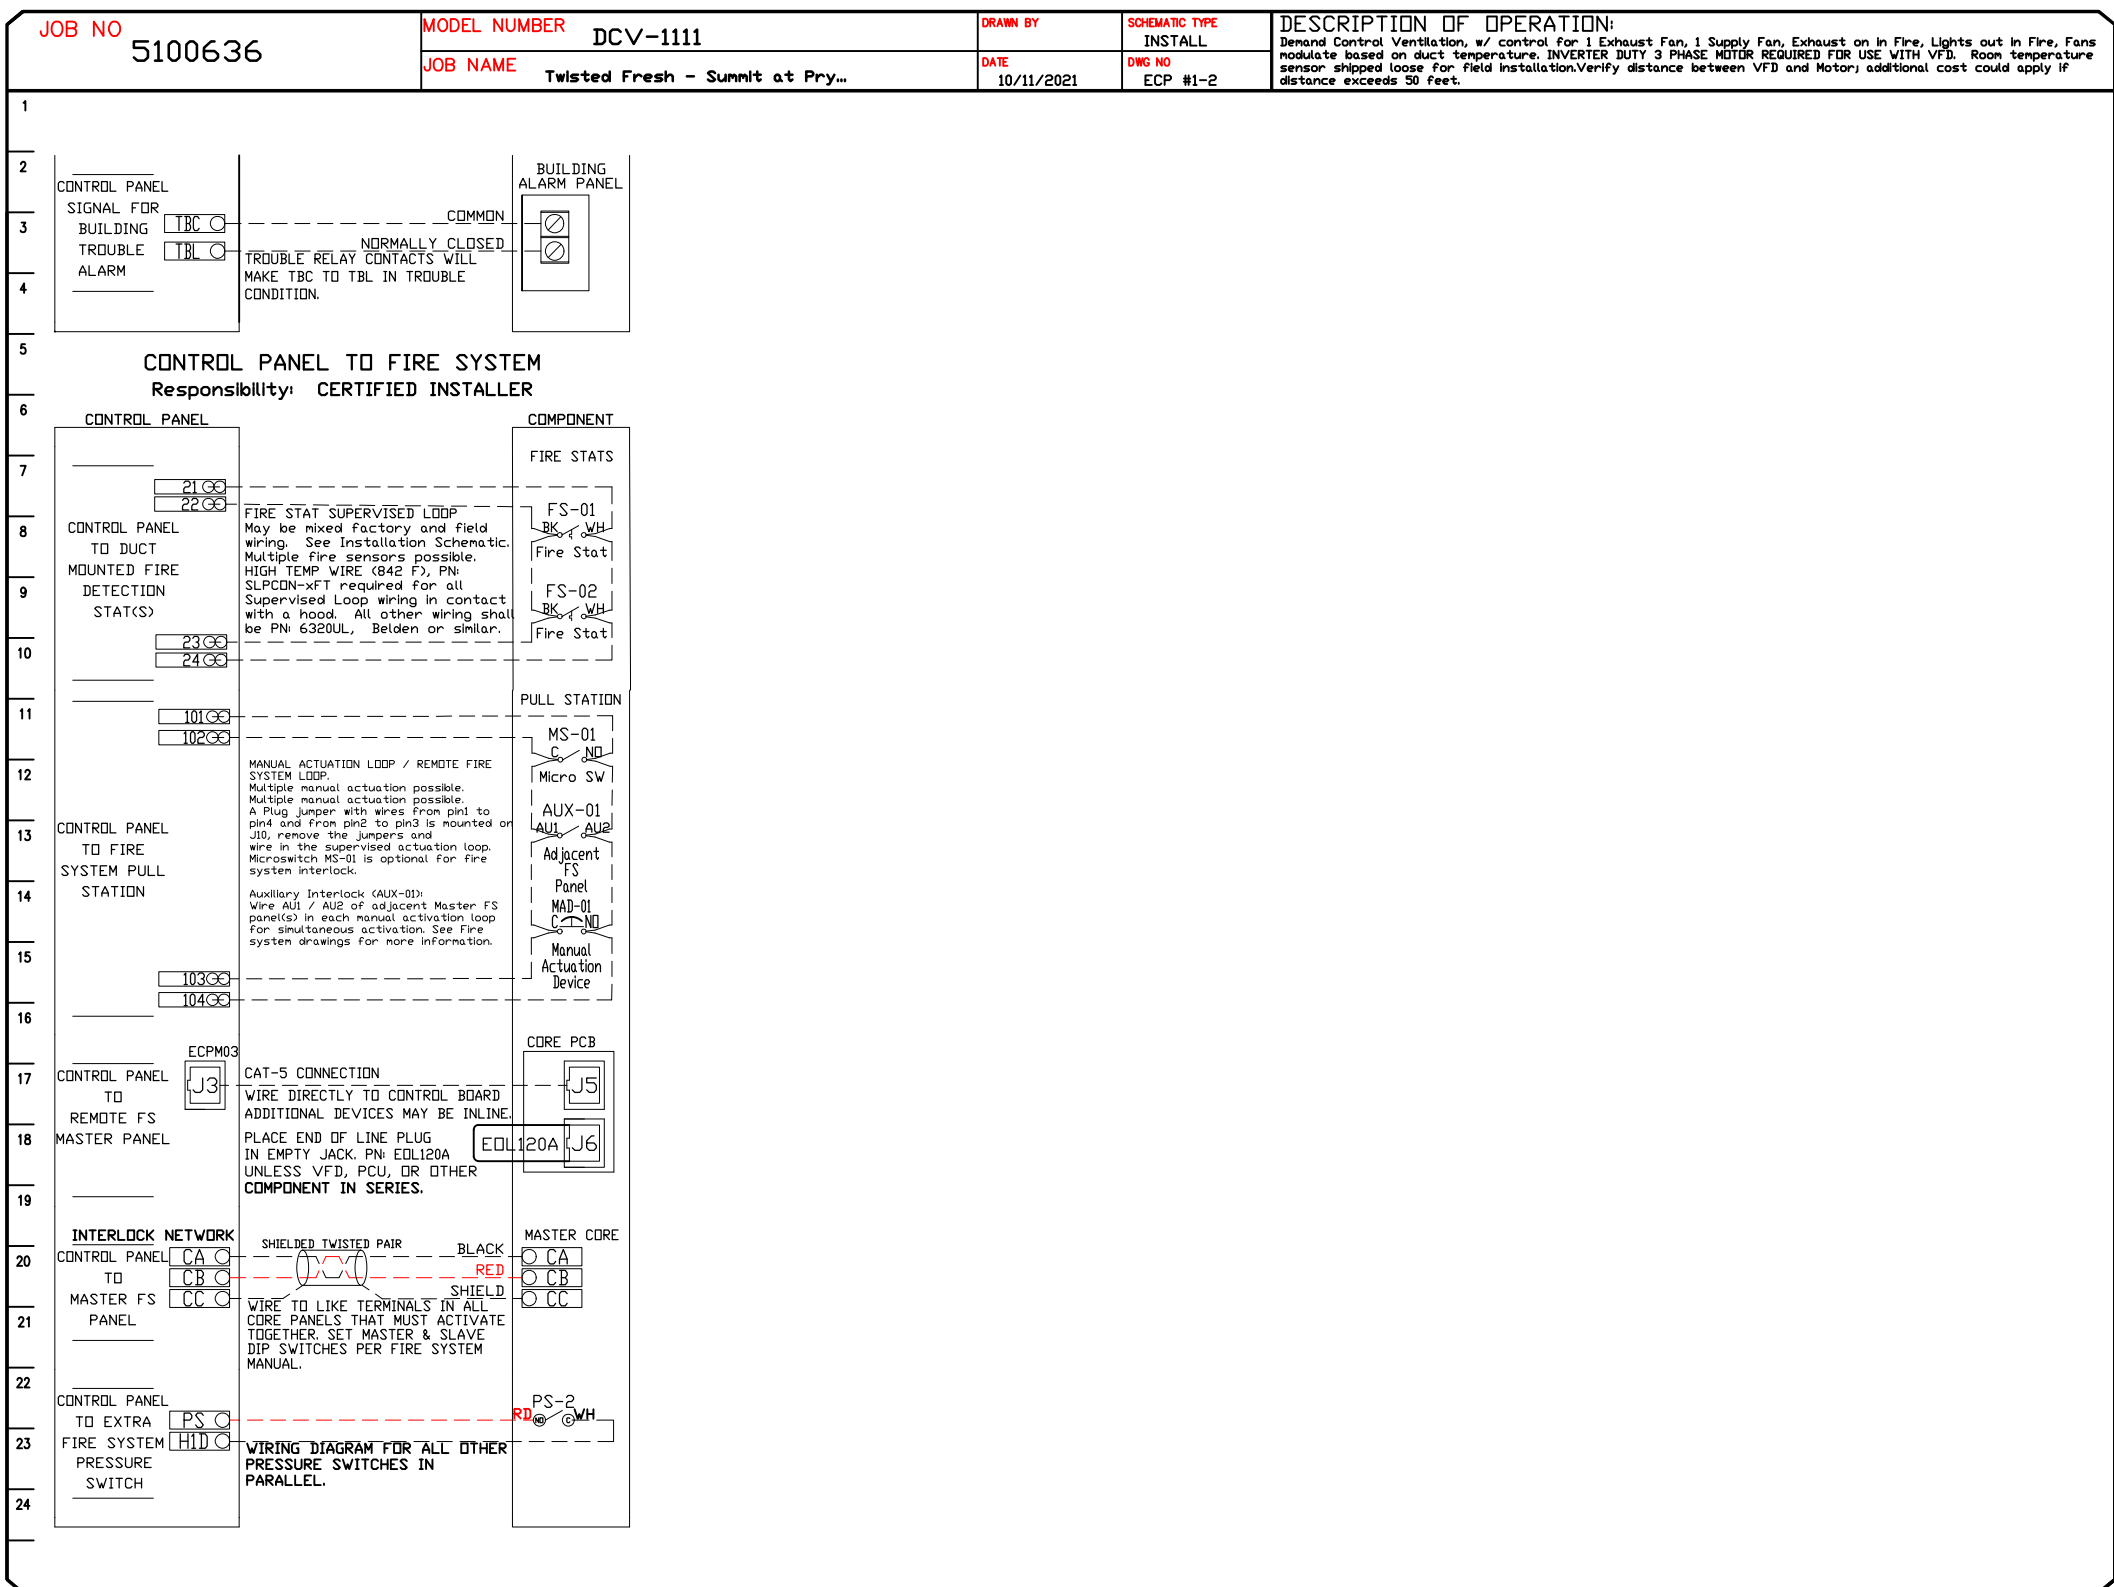 JOB NO
5100636
MODEL NUMBER
DCV-1111
JOB NAME
Twisted Fresh - Summit at Pry...
DRAWN BY
DATE
10/11/2021
SCHEMATIC TYPE
INSTALL
DWG NO
ECP #1-2
DESCRIPTION OF OPERATION:
Demand Control Ventilation, w/ control for 1 Exhaust Fan, 1 Supply Fan, Exhaust on in Fire, Lights out in Fire, Fans
modulate based on duct temperature. INVERTER DUTY 3 PHASE MOTOR REQUIRED FOR USE WITH VFD. Room temperature
sensor shipped loose for field installation.Verify distance between VFD and Motor; additional cost could apply if
distance exceeds 50 feet.
1
2
3
4
5
6
7
8
9
10
11
12
13
14
15
16
17
18
19
20
21
22
23
24
CONTROL PANEL
SIGNAL FOR
BUILDING
TROUBLE
ALARM
TBC
TBL
COMMON
NORMALLY CLOSED
TROUBLE RELAY CONTACTS WILL
MAKE TBC TO TBL IN TROUBLE
CONDITION.
BUILDING
ALARM PANEL
CONTROL PANEL TO FIRE SYSTEM
Responsibility: CERTIFIED INSTALLER
CONTROL PANEL
COMPONENT
CONTROL PANEL
TO DUCT
MOUNTED FIRE
DETECTION
STAT(S)
21
22
23
24
FIRE STAT SUPERVISED LOOP
May be mixed factory and field
wiring. See Installation Schematic.
Multiple fire sensors possible.
HIGH TEMP WIRE (842 F), PN:
SLPCON-xFT required for all
Supervised Loop wiring in contact
with a hood. All other wiring shall
be PN: 6320UL, Belden or similar.
FIRE STATS
FS-01
BK WH
Fire Stat
FS-02
BK WH
Fire Stat
CONTROL PANEL
TO FIRE
SYSTEM PULL
STATION
101
102
103
104
MANUAL ACTUATION LOOP / REMOTE FIRE
SYSTEM LOOP.
Multiple manual actuation possible.
Multiple manual actuation possible.
A Plug jumper with wires from pin1 to
pin4 and from pin2 to pin3 is mounted on
J10, remove the jumpers and
wire in the supervised actuation loop.
Microswitch MS-01 is optional for fire
system interlock.
Auxiliary Interlock (AUX-01):
Wire AU1 / AU2 of adjacent Master FS
panel(s) in each manual activation loop
for simultaneous activation. See Fire
system drawings for more information.
PULL STATION
MS-01
C NO
Micro SW
AUX-01
AU1 AU2
Adjacent
FS
Panel
MAD-01
C NO
Manual
Actuation
Device
CONTROL PANEL
TO
REMOTE FS
MASTER PANEL
ECPM03
J3
CAT-5 CONNECTION
WIRE DIRECTLY TO CONTROL BOARD
ADDITIONAL DEVICES MAY BE INLINE.
PLACE END OF LINE PLUG
IN EMPTY JACK. PN: EOL120A
UNLESS VFD, PCU, OR OTHER
COMPONENT IN SERIES.
CORE PCB
J5
EOL120A
J6
INTERLOCK NETWORK
CONTROL PANEL
TO
MASTER FS
PANEL
CA
CB
CC
SHIELDED TWISTED PAIR
BLACK
RED
SHIELD
WIRE TO LIKE TERMINALS IN ALL
CORE PANELS THAT MUST ACTIVATE
TOGETHER. SET MASTER & SLAVE
DIP SWITCHES PER FIRE SYSTEM
MANUAL.
MASTER CORE
CA
CB
CC
CONTROL PANEL
TO EXTRA
FIRE SYSTEM
PRESSURE
SWITCH
PS
H1D
WIRING DIAGRAM FOR ALL OTHER
PRESSURE SWITCHES IN
PARALLEL.
PS-2
RD NO C WH